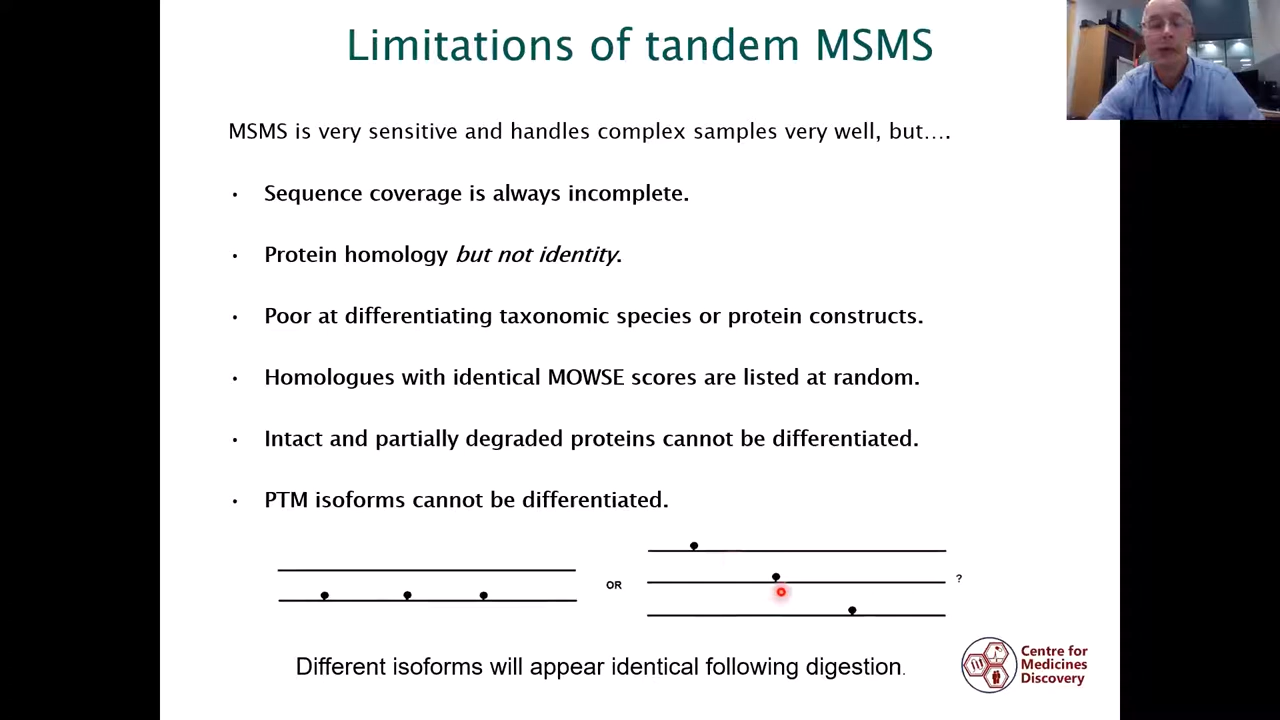 Limitations of tandem MSMS
MSMS is very sensitive and handles complex samples very well, but….
• Sequence coverage is always incomplete.
• Protein homology but not identity.
• Poor at differentiating taxonomic species or protein constructs.
• Homologues with identical MOWSE scores are listed at random.
• Intact and partially degraded proteins cannot be differentiated.
• PTM isoforms cannot be differentiated.
OR
?
Different isoforms will appear identical following digestion.
Centre for
Medicines
Discovery